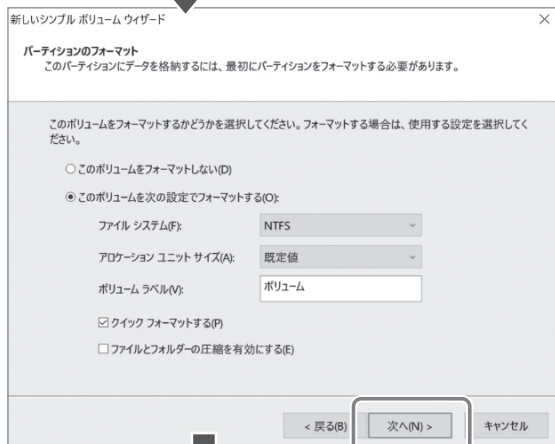 新しいシンプル ボリューム ウィザード
パーティションのフォーマット
このパーティションにデータを格納するには、最初にパーティションをフォーマットする必要があります。
このボリュームをフォーマットするかどうかを選択してください。フォーマットする場合は、使用する設定を選択してく
ださい。
このボリュームをフォーマットしない(D)
このボリュームを次の設定でフォーマットする(O):
ファイル システム(F): NTFS
アロケーション ユニット サイズ(A): 既定値
ボリューム ラベル(V): ボリューム
クイック フォーマットする(P)
ファイルとフォルダーの圧縮を有効にする(E)
< 戻る(B) 次へ(N) > キャンセル